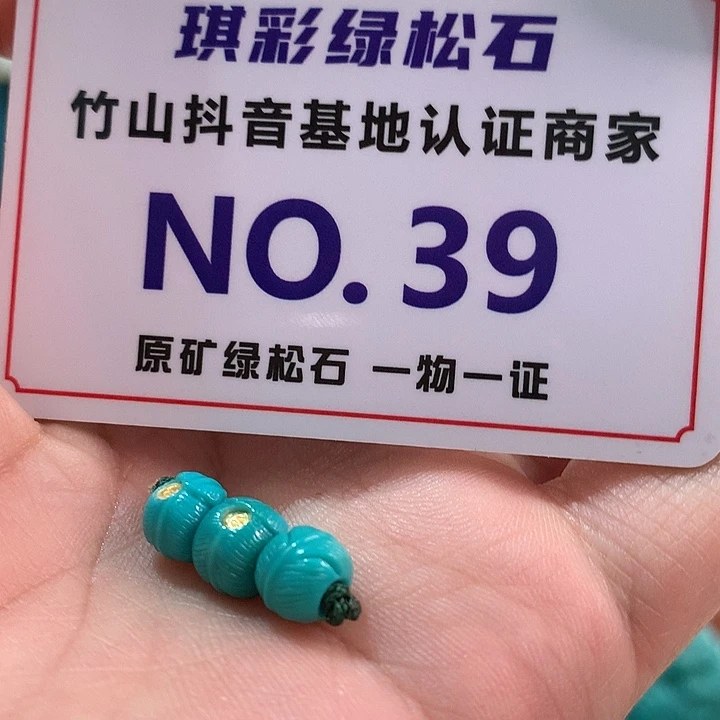 琪彩绿松石
竹山抖音基地认证商家
NO. 39
原矿绿松石 一物一证